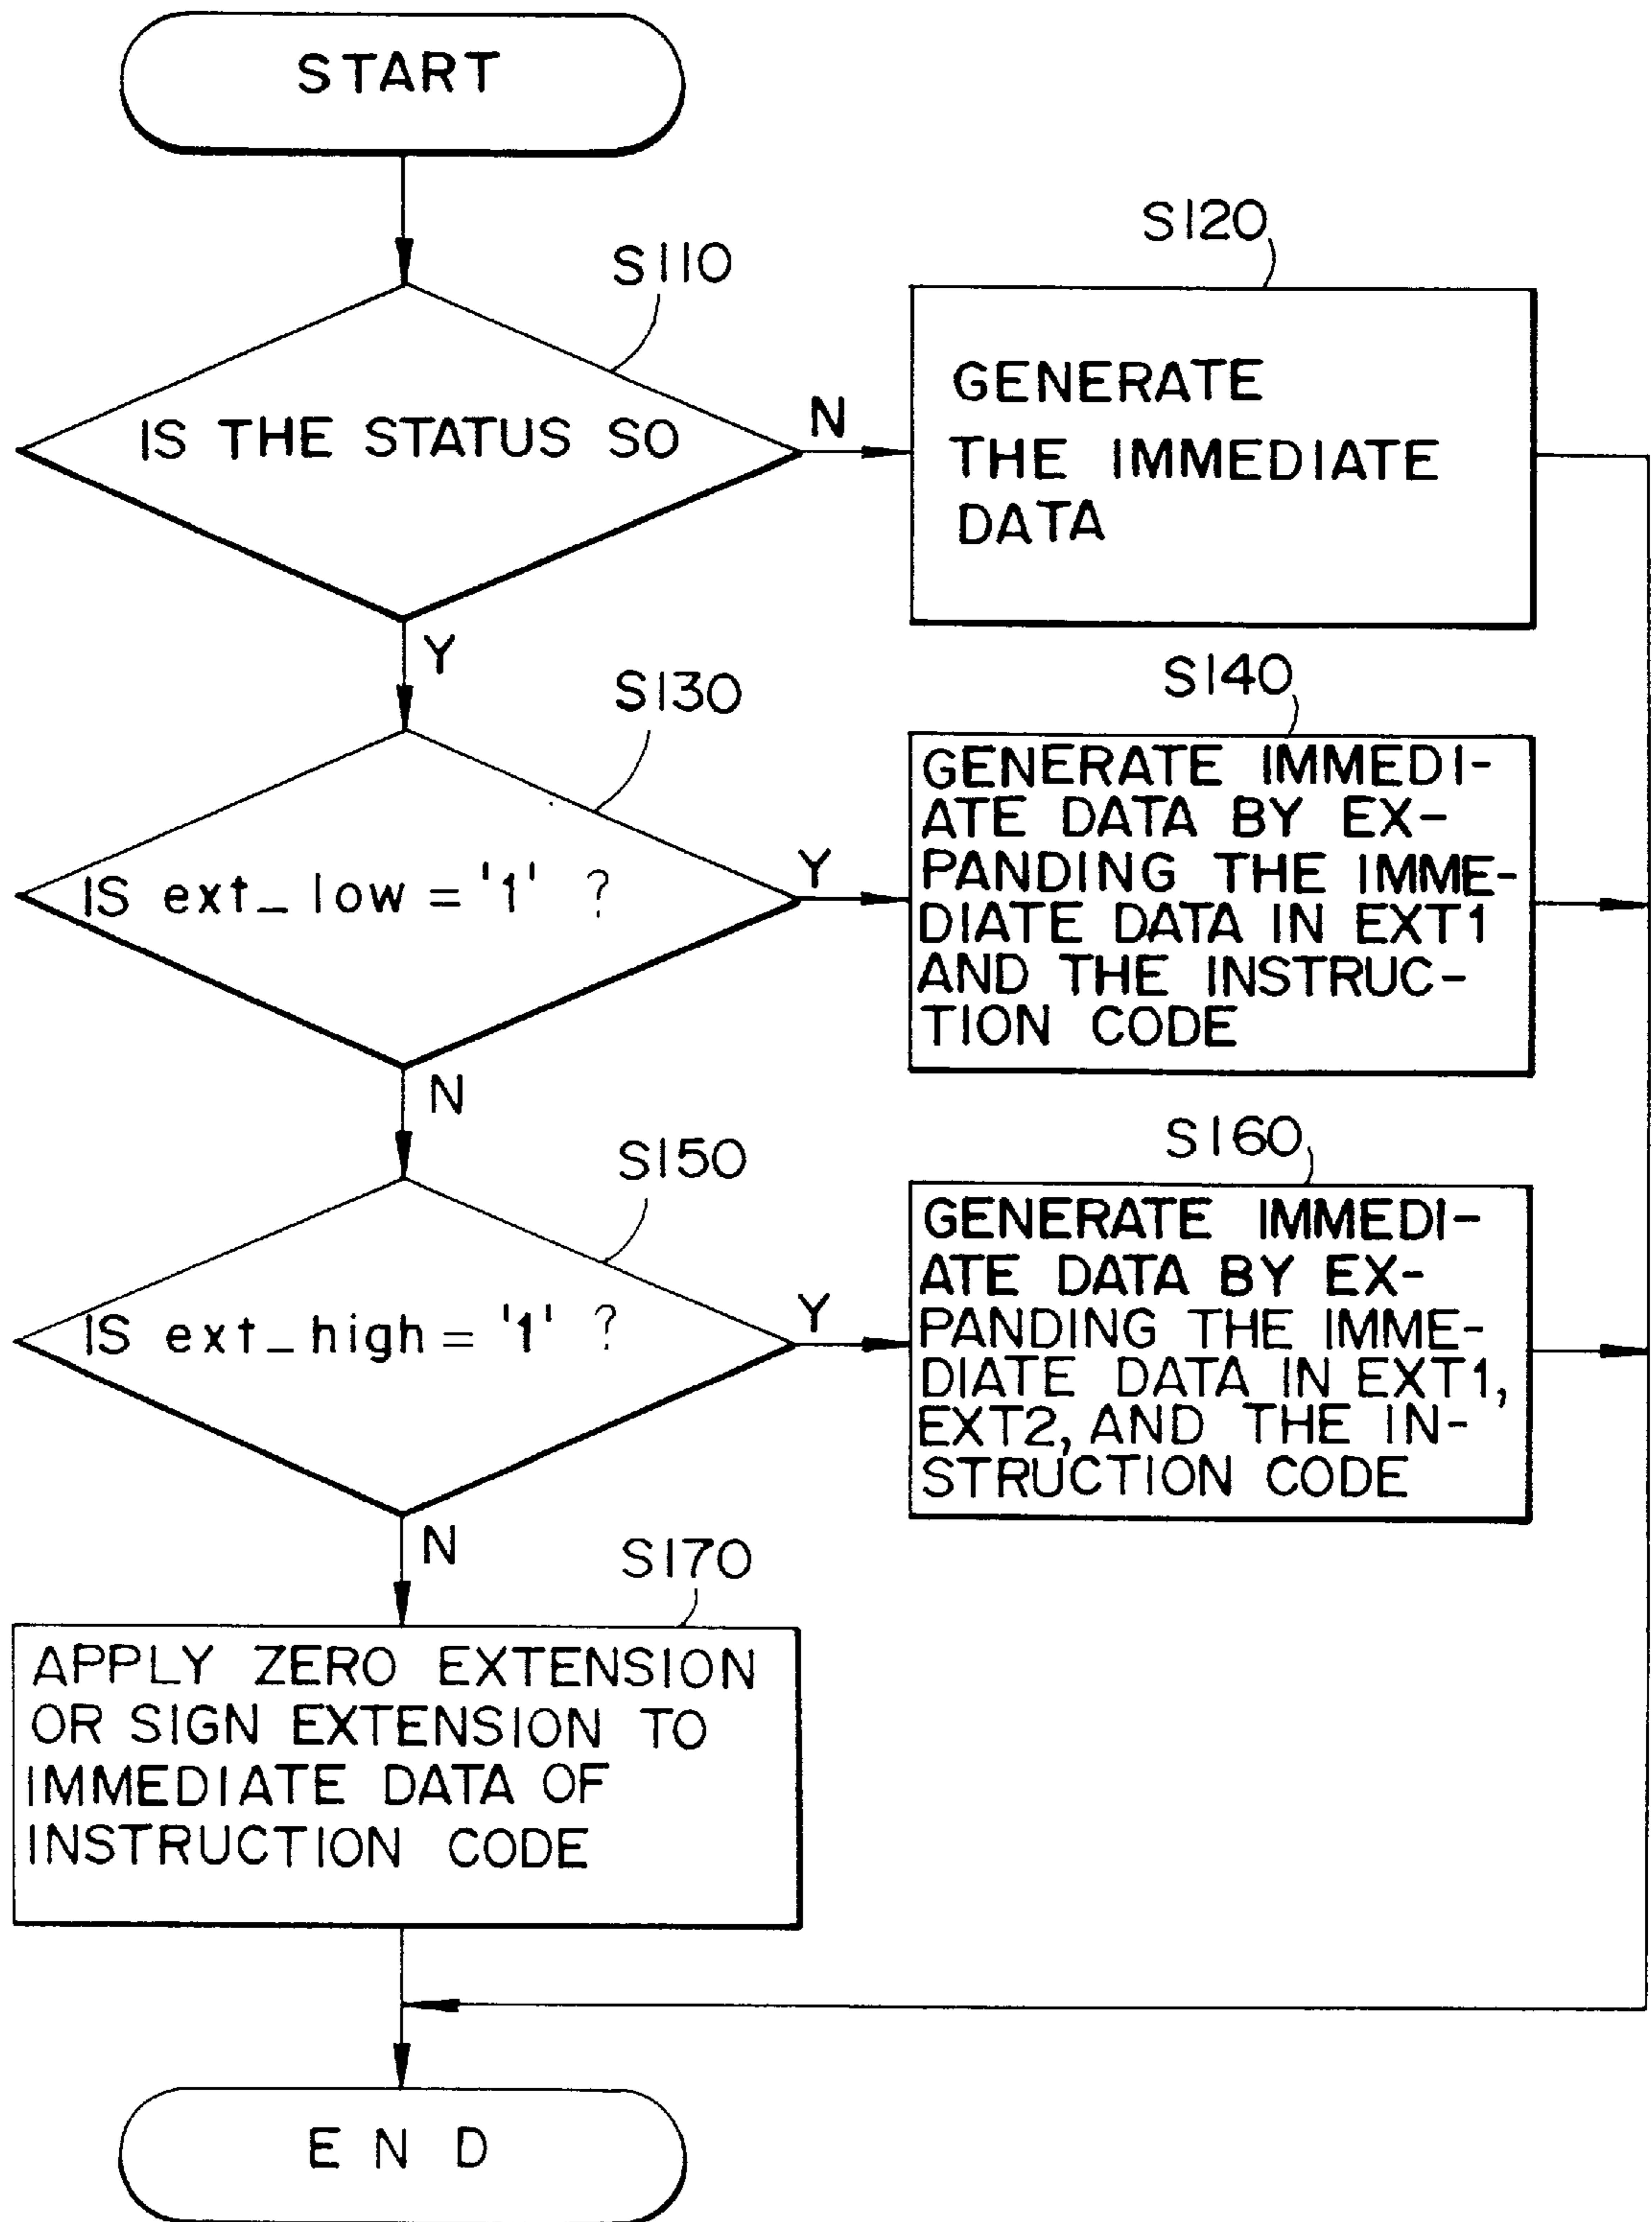 START
S110
IS THE STATUS S0
N
S120
GENERATE
THE IMMEDIATE
DATA
Y
S130
IS ext_low = '1' ?
Y
S140
GENERATE IMMEDI-
ATE DATA BY EX-
PANDING THE IMME-
DIATE DATA IN EXT1
AND THE INSTRUC-
TION CODE
N
S150
IS ext_high = '1' ?
Y
S160
GENERATE IMMEDI-
ATE DATA BY EX-
PANDING THE IMME-
DIATE DATA IN EXT1,
EXT2, AND THE IN-
STRUCTION CODE
N
S170
APPLY ZERO EXTENSION
OR SIGN EXTENSION TO
IMMEDIATE DATA OF
INSTRUCTION CODE
END